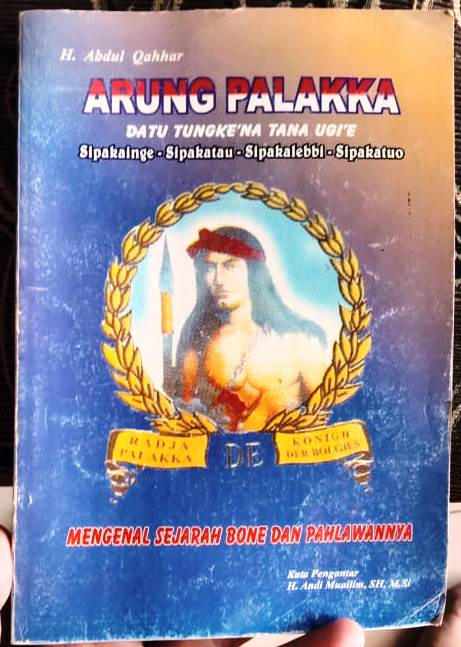 H. Abdul Qahhar
ARUNG PALAKKA
DATU TUNGKE'NA TANA UGI'E
Sipakainge - Sipakatau - Sipakalebbi - Sipakatuo
RADJA
PALAKKA
DE
KONIGH
DER BOUGIES
MENGENAL SEJARAH BONE DAN PAHLAWANNYA
Kata Pengantar
H. Andi Muallim, SH, M.Si